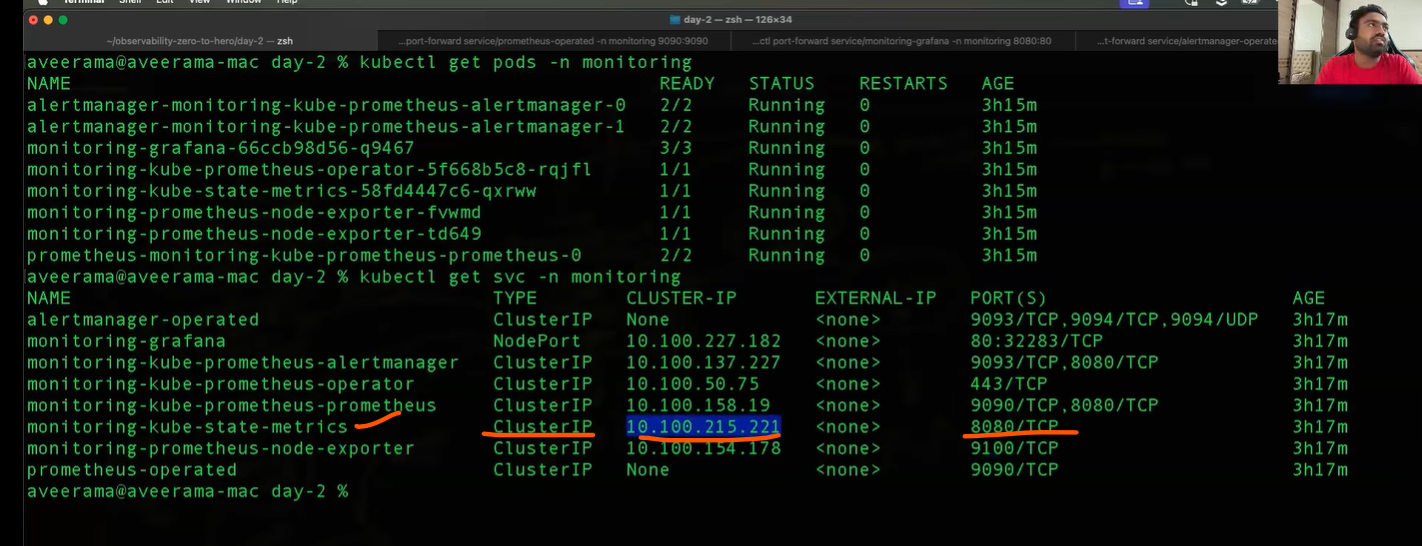 Terminal Shell Edit View Window Help
day-2 — zsh — 126×34
~/observability-zero-to-hero/day-2 — zsh ...port-forward service/prometheus-operated -n monitoring 9090:9090 ...ctl port-forward service/monitoring-grafana -n monitoring 8080:80 ...t-forward service/alertmanager-operate
aveerama@aveerama-mac day-2 % kubectl get pods -n monitoring
NAME READY STATUS RESTARTS AGE
alertmanager-monitoring-kube-prometheus-alertmanager-0 2/2 Running 0 3h15m
alertmanager-monitoring-kube-prometheus-alertmanager-1 2/2 Running 0 3h15m
monitoring-grafana-66ccb98d56-q9467 3/3 Running 0 3h15m
monitoring-kube-prometheus-operator-5f668b5c8-rqjfl 1/1 Running 0 3h15m
monitoring-kube-state-metrics-58fd4447c6-qxrww 1/1 Running 0 3h15m
monitoring-prometheus-node-exporter-fvwmd 1/1 Running 0 3h15m
monitoring-prometheus-node-exporter-td649 1/1 Running 0 3h15m
prometheus-monitoring-kube-prometheus-prometheus-0 2/2 Running 0 3h15m
aveerama@aveerama-mac day-2 % kubectl get svc -n monitoring
NAME TYPE CLUSTER-IP EXTERNAL-IP PORT(S) AGE
alertmanager-operated ClusterIP None <none> 9093/TCP,9094/TCP,9094/UDP 3h17m
monitoring-grafana NodePort 10.100.227.182 <none> 80:32283/TCP 3h17m
monitoring-kube-prometheus-alertmanager ClusterIP 10.100.137.227 <none> 9093/TCP,8080/TCP 3h17m
monitoring-kube-prometheus-operator ClusterIP 10.100.50.75 <none> 443/TCP 3h17m
monitoring-kube-prometheus-prometheus ClusterIP 10.100.158.19 <none> 9090/TCP,8080/TCP 3h17m
monitoring-kube-state-metrics ClusterIP 10.100.215.221 <none> 8080/TCP 3h17m
monitoring-prometheus-node-exporter ClusterIP 10.100.154.178 <none> 9100/TCP 3h17m
prometheus-operated ClusterIP None <none> 9090/TCP 3h17m
aveerama@aveerama-mac day-2 %